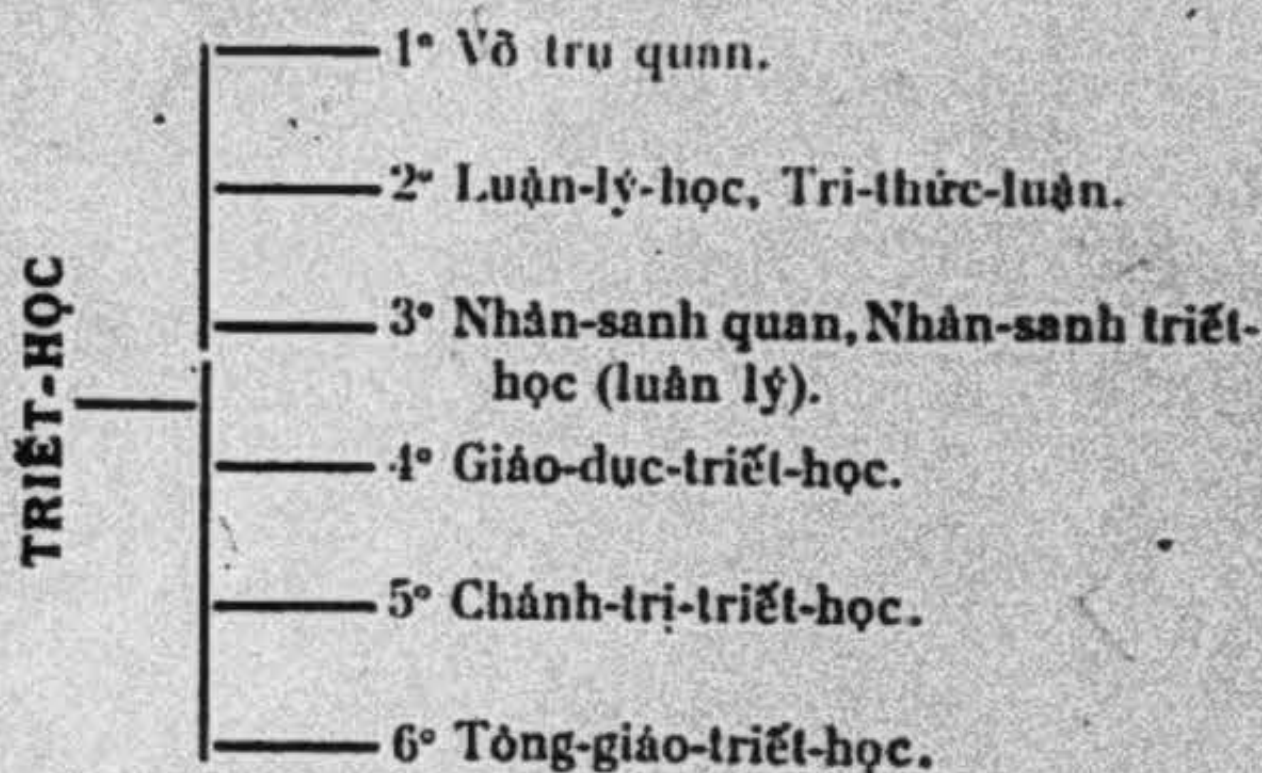 TRIẾT-HỌC
1° Võ trụ quan.
2° Luận-lý-học, Tri-thức-luận.
3° Nhân-sanh quan, Nhân-sanh triết-
học (luân lý).
4° Giáo-dục-triết-học.
5° Chánh-trị-triết-học.
6° Tông-giáo-triết-học.